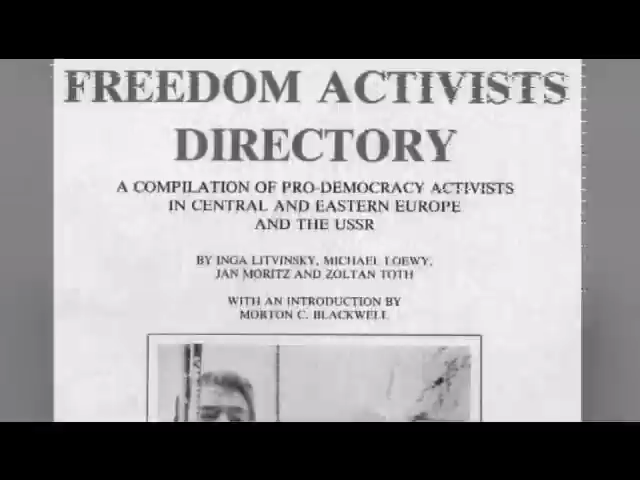 FREEDOM ACTIVISTS
DIRECTORY
A COMPILATION OF PRO-DEMOCRACY ACTIVISTS
IN CENTRAL AND EASTERN EUROPE
AND THE USSR
BY INGA LITVINSKY, MICHAEL LOEWY,
JAN MORITZ AND ZOLTAN TOTH
WITH AN INTRODUCTION BY
MORTON C. BLACKWELL